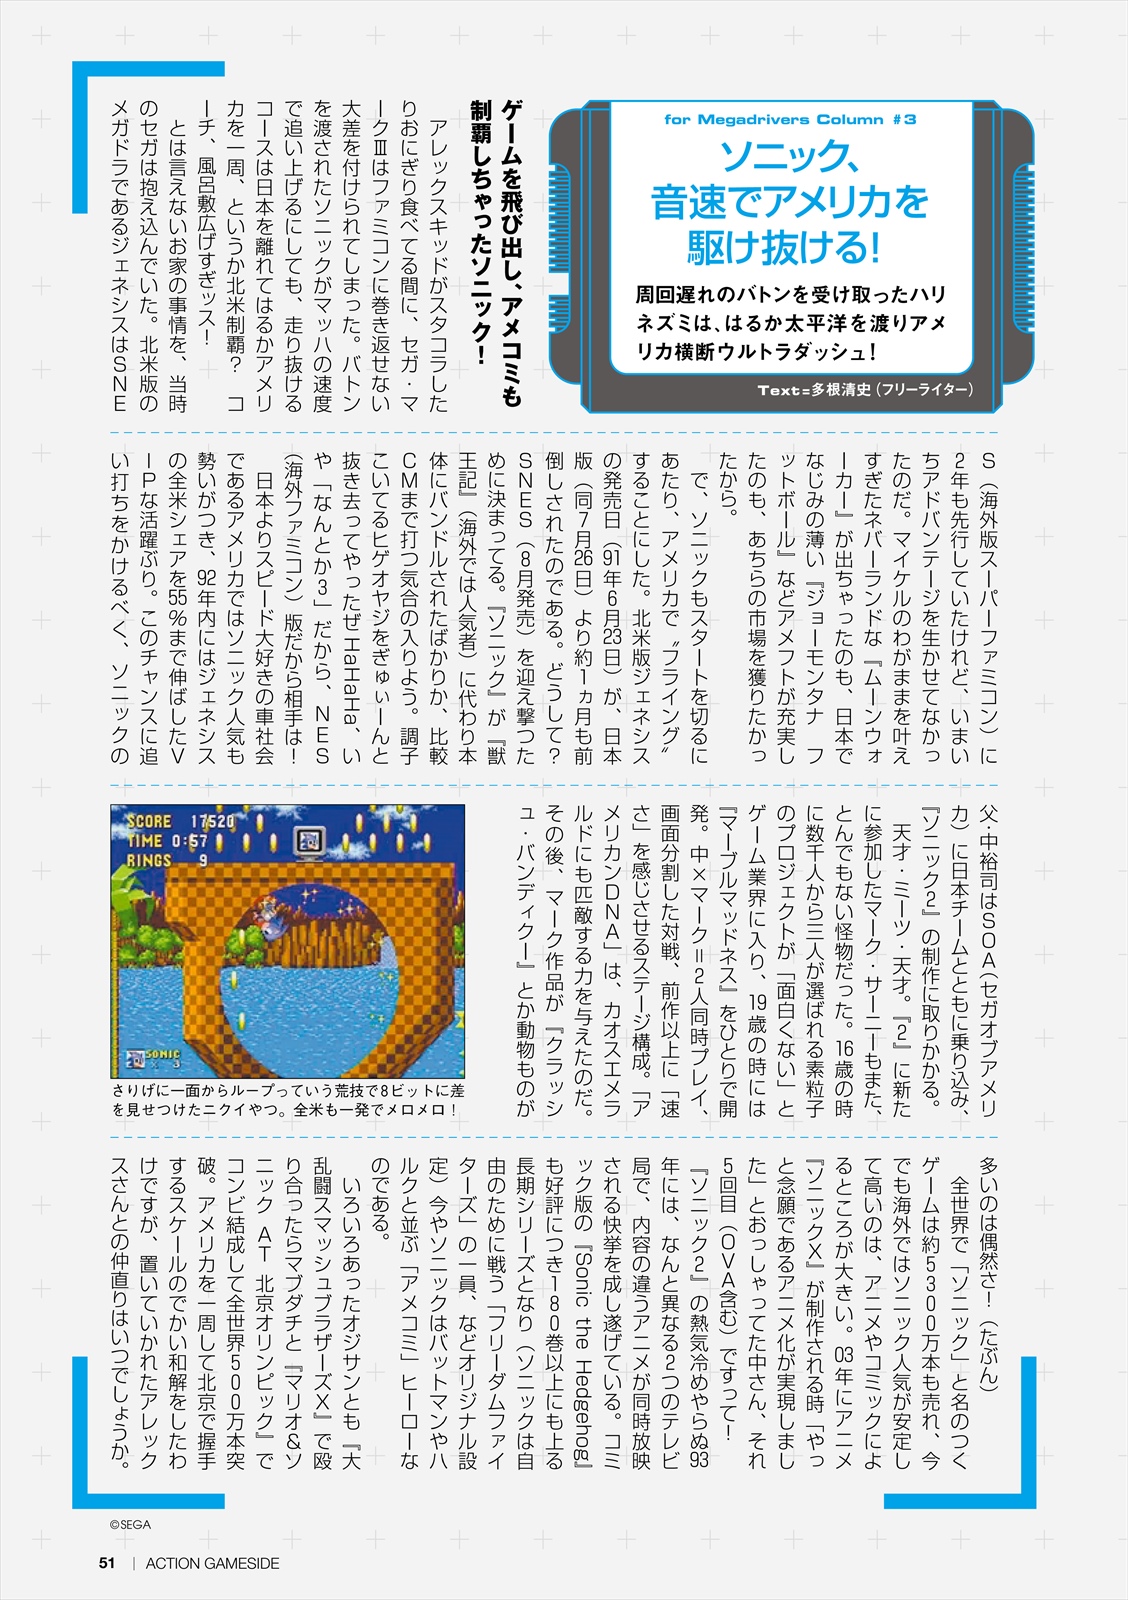 for Megadrivers Column #3
ソニック、
音速でアメリカを
駆け抜ける!
周回遅れのバトンを受け取ったハリ
ネズミは、はるか太平洋を渡りアメ
リカ横断ウルトラダッシュ!
Text=多根清史(フリーライター)
ゲームを飛び出し、アメコミも
制覇しちゃったソニック!
アレックスキッドがスタコラした
りおにぎり食べてる間に、セガ・マ
ークⅢはファミコンに巻き返せない
大差を付けられてしまった。バトン
を渡されたソニックがマッハの速度
で追い上げるにしても、走り抜ける
コースは日本を離れてはるかアメリ
カを一周、というか北米制覇? コ
ーチ、風呂敷広げすぎッス!
とは言えないお家の事情を、当時
のセガは抱え込んでいた。北米版の
メガドラであるジェネシスはSNE
S(海外版スーパーファミコン)に
2年も先行していたけれど、いまい
ちアドバンテージを生かせてなかっ
たのだ。マイケルのわがままを叶え
すぎたネバーランドな『ムーンウォ
ーカー』が出ちゃったのも、日本で
なじみの薄い『ジョーモンタナ フ
ットボール』などアメフトが充実し
たのも、あちらの市場を獲りたかっ
たから。
で、ソニックもスタートを切るに
あたり、アメリカで〝フライング〟
することにした。北米版ジェネシス
の発売日(91年6月23日)が、日本
版(同7月26日)より約1ヵ月も前
倒しされたのである。どうして?
SNES(8月発売)を迎え撃つた
めに決まってる。『ソニック』が『獣
王記』(海外では人気者)に代わり本
体にバンドルされたばかりか、比較
CMまで打つ気合の入りよう。調子
こいてるヒゲオヤジをぎゅぃーんと
抜き去ってやったぜHaHaHa、い
や「なんとか3」だから、NES
(海外ファミコン)版だから相手は!
日本よりスピード大好きの車社会
であるアメリカではソニック人気も
勢いがつき、92年内にはジェネシス
の全米シェアを55%まで伸ばしたV
IPな活躍ぶり。このチャンスに追
い打ちをかけるべく、ソニックの
父・中裕司はSOA(セガオブアメリ
カ)に日本チームとともに乗り込み、
『ソニック2』の制作に取りかかる。
天才・ミーツ・天才。『2』に新た
に参加したマーク・サーニーもまた、
とんでもない怪物だった。16歳の時
に数千人から三人が選ばれる素粒子
のプロジェクトが「面白くない」と
ゲーム業界に入り、19歳の時には
『マーブルマッドネス』をひとりで開
発。中×マーク=2人同時プレイ、
画面分割した対戦、前作以上に「速
さ」を感じさせるステージ構成。「ア
メリカンDNA」は、カオスエメラ
ルドにも匹敵する力を与えたのだ。
その後、マーク作品が『クラッシ
ュ・バンディクー』とか動物ものが
SCORE 17520
TIME 0:57
RINGS 9
SONIC
× 3
さりげに一面からループっていう荒技で8ビットに差
を見せつけたニクイやつ。全米も一発でメロメロ!
多いのは偶然さ!(たぶん)
全世界で「ソニック」と名のつく
ゲームは約5300万本も売れ、今
でも海外ではソニック人気が安定し
て高いのは、アニメやコミックによ
るところが大きい。03年にアニメ
『ソニックX』が制作される時「やっ
と念願であるアニメ化が実現しまし
た」とおっしゃってた中さん、それ
5回目(OVA含む)ですって!
『ソニック2』の熱気冷めやらぬ93
年には、なんと異なる2つのテレビ
局で、内容の違うアニメが同時放映
される快挙を成し遂げている。コミ
ック版の『Sonic the Hedgehog』
も好評につき180巻以上にも上る
長期シリーズとなり(ソニックは自
由のために戦う「フリーダムファイ
ターズ」の一員、などオリジナル設
定)今やソニックはバットマンやハ
ルクと並ぶ「アメコミ」ヒーローな
のである。
いろいろあったオジサンとも『大
乱闘スマッシュブラザーズX』で殴
り合ったらマブダチと『マリオ&ソ
ニック AT 北京オリンピック』で
コンビ結成して全世界500万本突
破。アメリカを一周して北京で握手
するスケールのでかい和解をしたわ
けですが、置いていかれたアレック
スさんとの仲直りはいつでしょうか。
©SEGA
51 | ACTION GAMESIDE